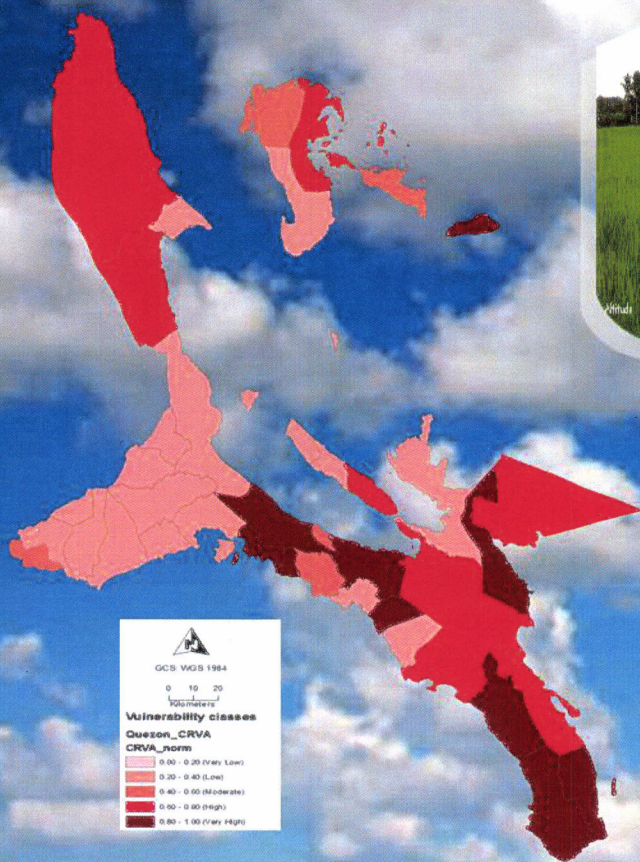 Altitude
N
GCS: WGS 1984
0 10 20
Kilometers
Vulnerability classes
Quezon_CRVA
CRVA_norm
0.00 - 0.20 (Very Low)
0.20 - 0.40 (Low)
0.40 - 0.60 (Moderate)
0.60 - 0.80 (High)
0.80 - 1.00 (Very High)